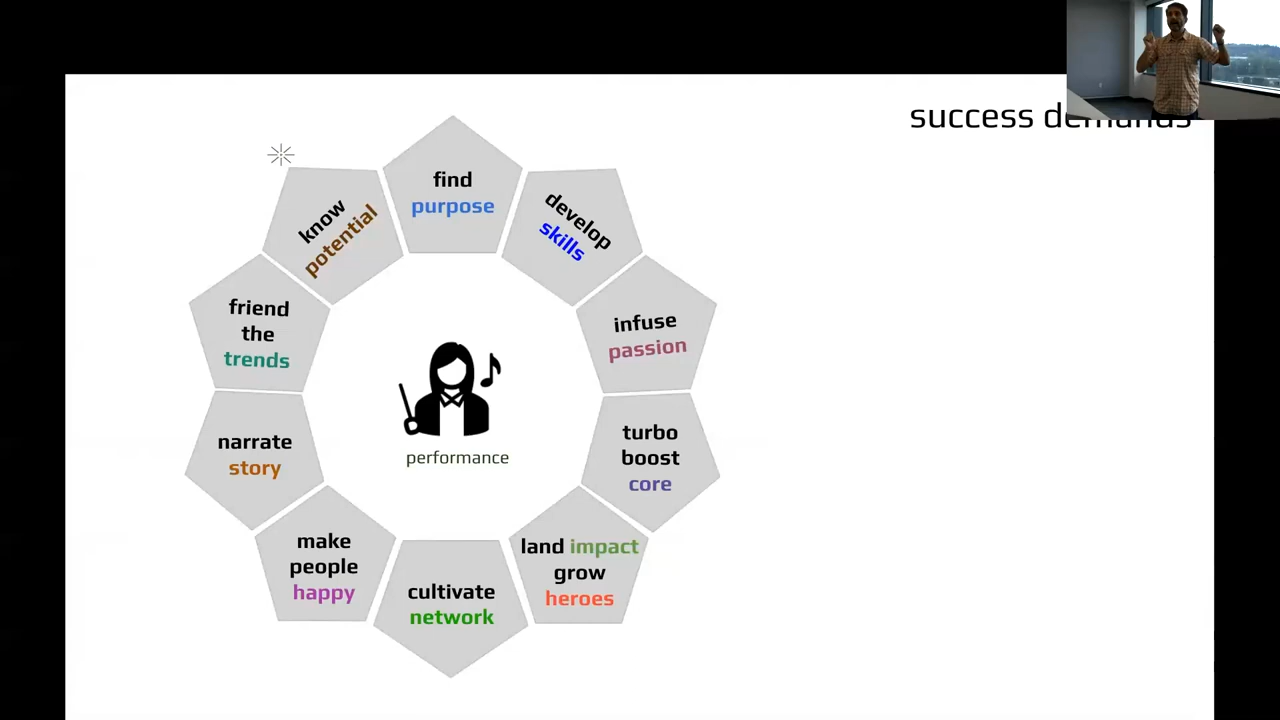 success demands
find
purpose
develop
skills
infuse
passion
turbo
boost
core
land impact
grow
heroes
cultivate
network
make
people
happy
narrate
story
friend
the
trends
know
potential
performance